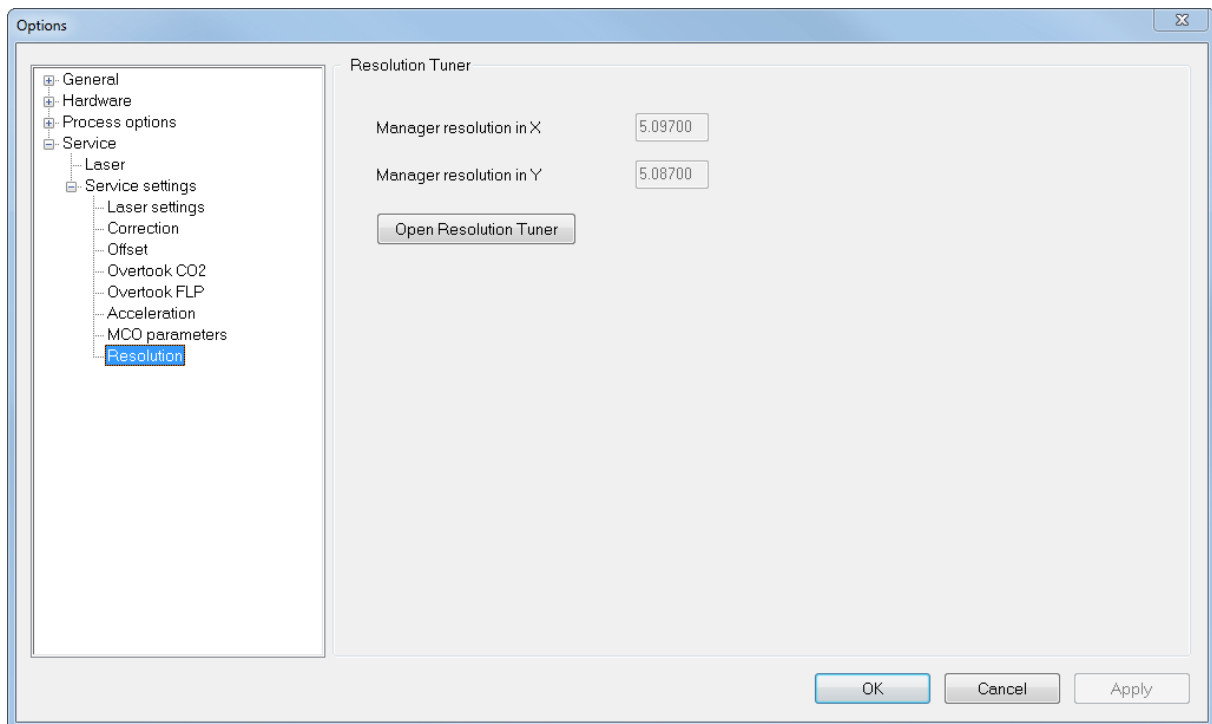 Options
General
Hardware
Process options
Service
Laser
Service settings
Laser settings
Correction
Offset
Overtook CO2
Overtook FLP
Acceleration
MCO parameters
Resolution
Resolution Tuner
Manager resolution in X 5.09700
Manager resolution in Y 5.08700
Open Resolution Tuner
OK Cancel Apply